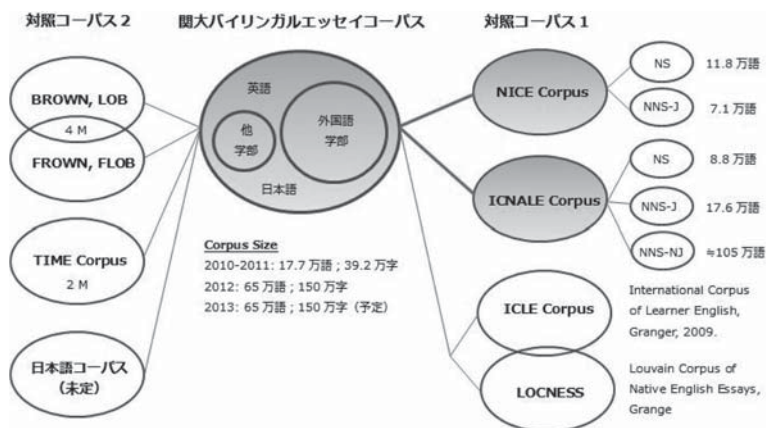 対照コーパス2
関大バイリンガルエッセイコーパス
対照コーパス1
BROWN, LOB
4 M
FROWN, FLOB
TIME Corpus
2 M
日本語コーパス
(未定)
英語
他
学部
外国語
学部
日本語
Corpus Size
2010-2011: 17.7 万語 ; 39.2 万字
2012: 65 万語 ; 150 万字
2013: 65 万語 ; 150 万字 (予定)
NICE Corpus
NS 11.8 万語
NNS-J 7.1 万語
ICNALE Corpus
NS 8.8 万語
NNS-J 17.6 万語
NNS-NJ ≒105 万語
ICLE Corpus
International Corpus
of Learner English,
Granger, 2009.
LOCNESS
Louvain Corpus of
Native English Essays,
Grange